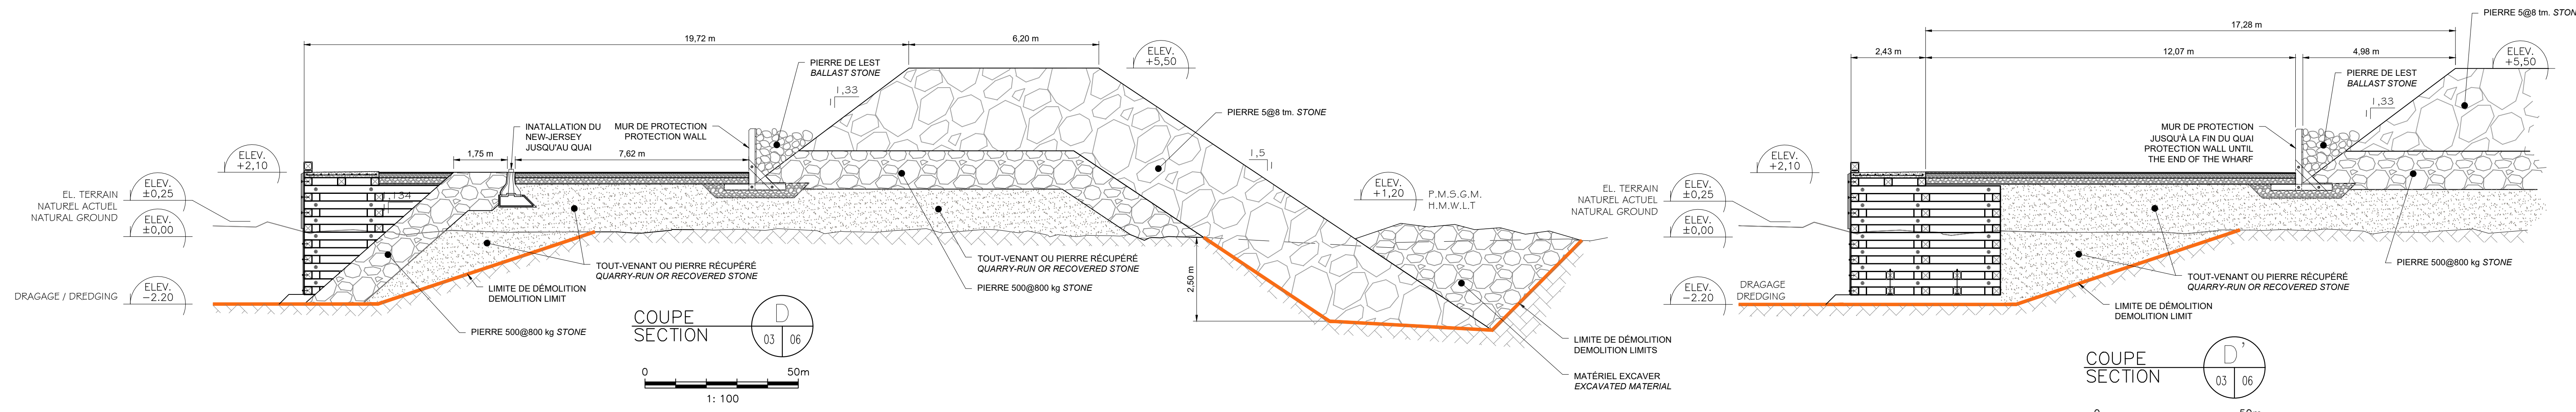 19,72 m
6,20 m
ELEV.
+5,50
PIERRE DE LEST
BALLAST STONE
1,33
1
PIERRE 5@8 tm. STONE
INATALLATION DU
NEW-JERSEY
JUSQU'AU QUAI
MUR DE PROTECTION
PROTECTION WALL
1,75 m
7,62 m
ELEV.
+2,10
1,5
1
EL. TERRAIN
NATUREL ACTUEL
NATURAL GROUND
ELEV.
±0,25
ELEV.
±0,00
1,134
ELEV.
+1,20
P.M.S.G.M.
H.M.W.L.T
TOUT-VENANT OU PIERRE RÉCUPÉRÉ
QUARRY-RUN OR RECOVERED STONE
TOUT-VENANT OU PIERRE RÉCUPÉRÉ
QUARRY-RUN OR RECOVERED STONE
PIERRE 500@800 kg STONE
2,50 m
DRAGAGE / DREDGING
ELEV.
-2.20
LIMITE DE DÉMOLITION
DEMOLITION LIMIT
PIERRE 500@800 kg STONE
LIMITE DE DÉMOLITION
DEMOLITION LIMITS
MATÉRIEL EXCAVER
EXCAVATED MATERIAL
COUPE
SECTION
D
03 06
0 50m
1: 100
PIERRE 5@8 tm. STON
17,28 m
2,43 m
12,07 m
4,98 m
ELEV.
+5,50
PIERRE DE LEST
BALLAST STONE
1,33
1
MUR DE PROTECTION
JUSQU'À LA FIN DU QUAI
PROTECTION WALL UNTIL
THE END OF THE WHARF
ELEV.
+2,10
EL. TERRAIN
NATUREL ACTUEL
NATURAL GROUND
ELEV.
±0,25
ELEV.
±0,00
PIERRE 500@800 kg STONE
TOUT-VENANT OU PIERRE RÉCUPÉRÉ
QUARRY-RUN OR RECOVERED STONE
DRAGAGE
DREDGING
ELEV.
-2.20
LIMITE DE DÉMOLITION
DEMOLITION LIMIT
COUPE
SECTION
D'
03 06